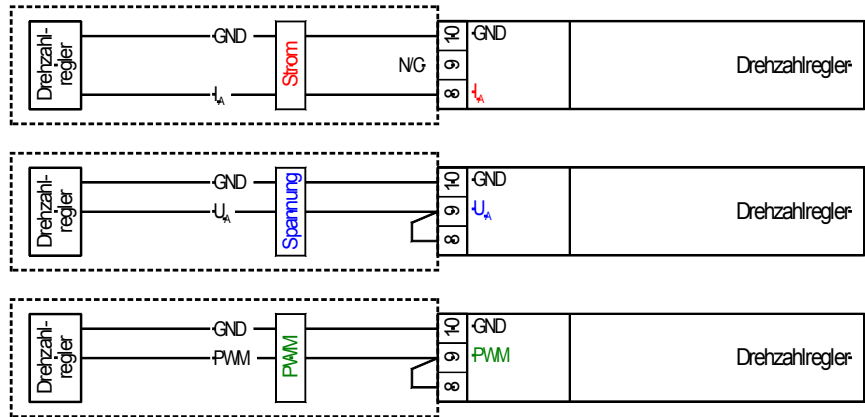 Drehzahl-
regler
GND
I_A
Strom
N/C
10
9
8
GND
I_A
Drehzahlregler
Drehzahl-
regler
GND
U_A
Spannung
10
9
8
GND
U_A
Drehzahlregler
Drehzahl-
regler
GND
PWM
PWM
10
9
8
GND
PWM
Drehzahlregler